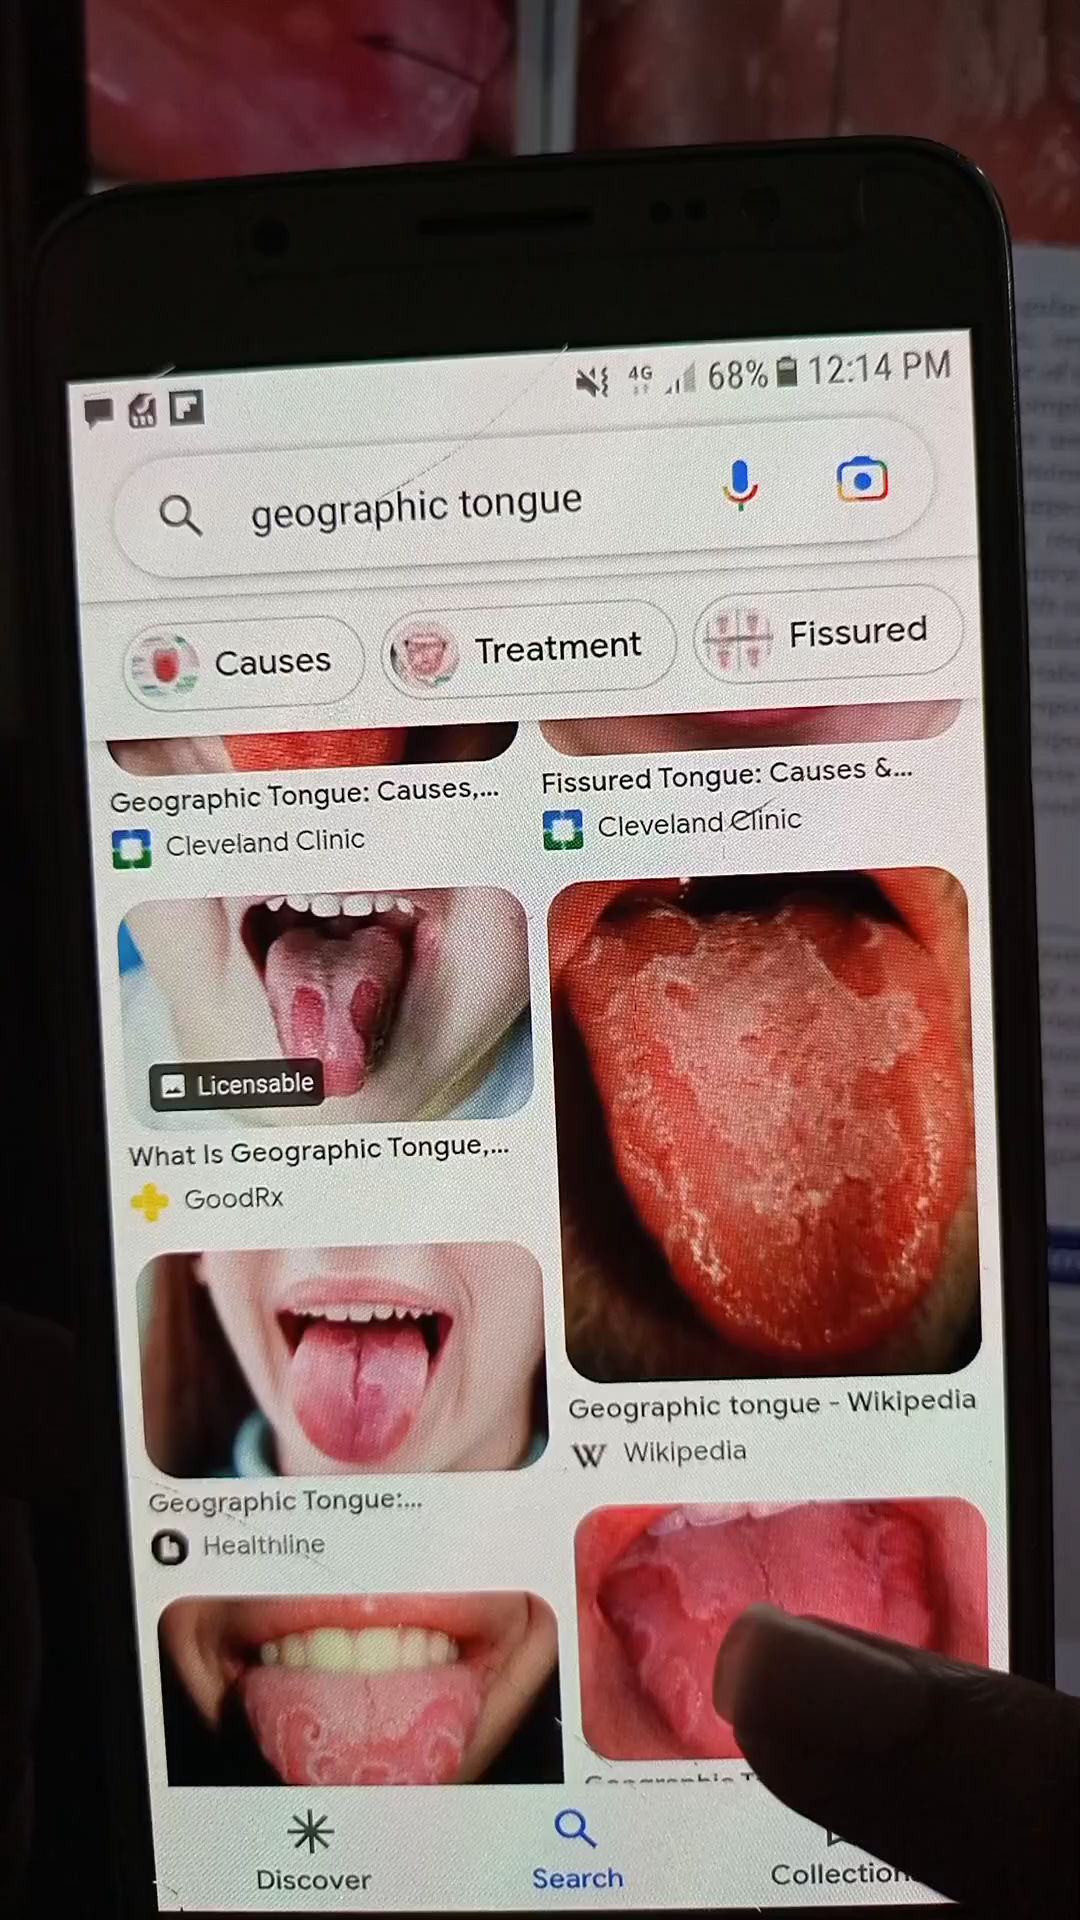 4G 68% 12:14 PM
geographic tongue
Causes
Treatment
Fissured
Geographic Tongue: Causes,...
Cleveland Clinic
Fissured Tongue: Causes &...
Cleveland Clinic
Licensable
What Is Geographic Tongue,...
GoodRx
Geographic tongue - Wikipedia
W Wikipedia
Geographic Tongue:...
Healthline
Discover
Search
Collection